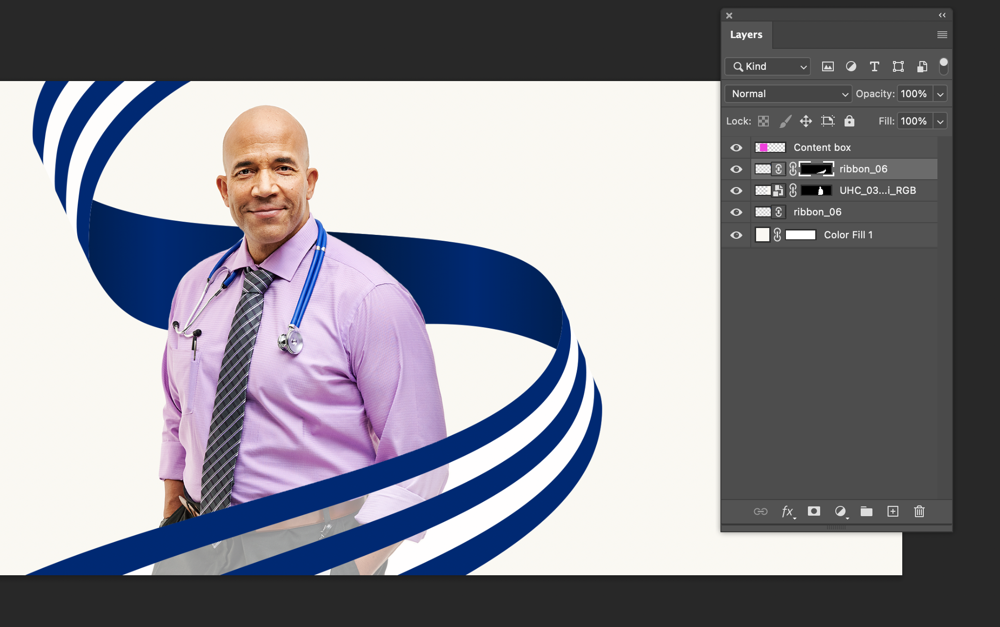 Layers
Kind
Normal
Opacity: 100%
Lock:
Fill: 100%
Content box
ribbon_06
UHC_03...i_RGB
ribbon_06
Color Fill 1
fx